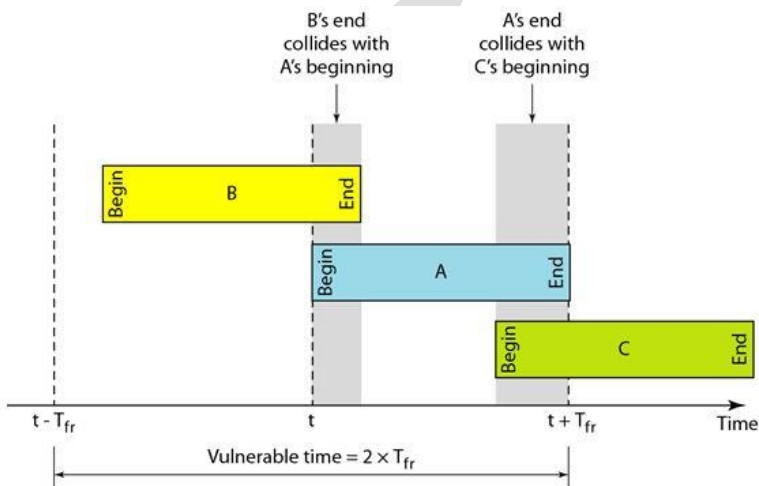 B's end
collides with
A's beginning
A's end
collides with
C's beginning
Begin
B
End
Begin
A
End
Begin
C
End
t - Tfr
t
t + Tfr
Time
Vulnerable time = 2 × Tfr